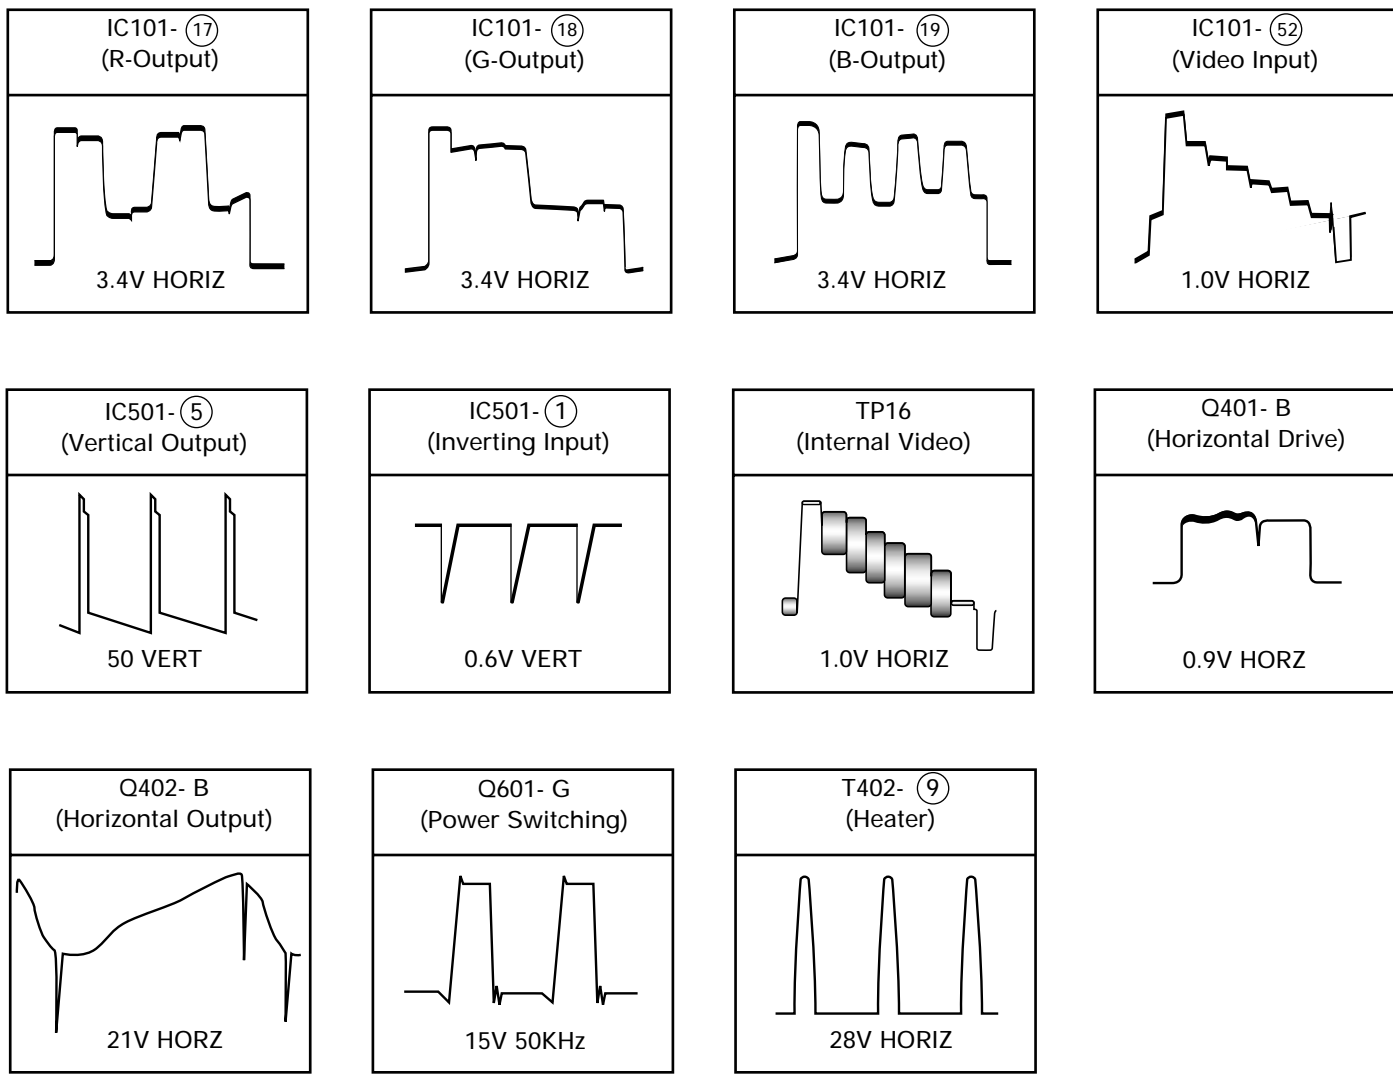 IC101- 17
(R-Output)
3.4V HORIZ
IC101- 18
(G-Output)
3.4V HORIZ
IC101- 19
(B-Output)
3.4V HORIZ
IC101- 52
(Video Input)
1.0V HORIZ
IC501- 5
(Vertical Output)
50 VERT
IC501- 1
(Inverting Input)
0.6V VERT
TP16
(Internal Video)
1.0V HORIZ
Q401- B
(Horizontal Drive)
0.9V HORZ
Q402- B
(Horizontal Output)
21V HORZ
Q601- G
(Power Switching)
15V 50KHz
T402- 9
(Heater)
28V HORIZ